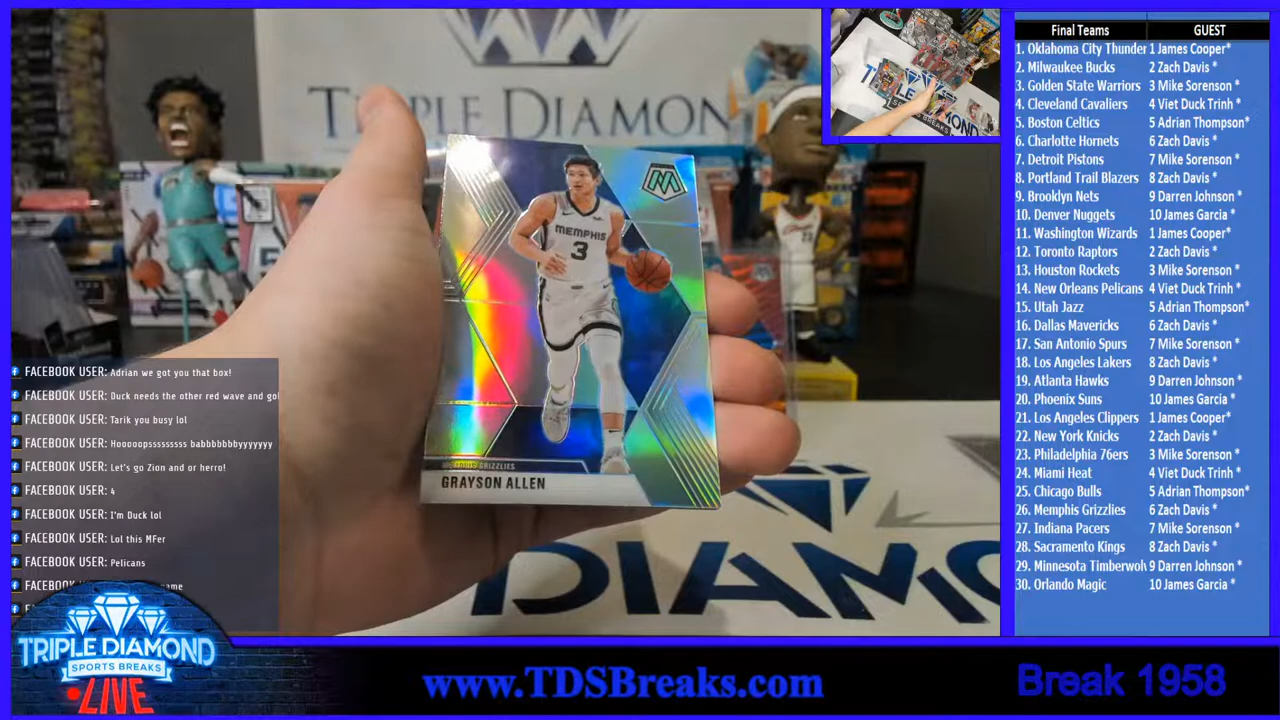 TRIPLE DIAMOND
MEMPHIS
3
GRIZZLIES
GRAYSON ALLEN
DIAM
FACEBOOK USER: Adrian we got you that box!
FACEBOOK USER: Duck needs the other red wave and go
FACEBOOK USER: Tarik you busy lol
FACEBOOK USER: Hooooopsssssssss babbbbbbbyyyyyyy
FACEBOOK USER: Let's go Zion and or herro!
FACEBOOK USER: 4
FACEBOOK USER: I'm Duck lol
FACEBOOK USER: Lol this MFer
FACEBOOK USER: Pelicans
FACEBOO
TRIPLE DIAMOND
SPORTS BREAKS
LIVE
www.TDSBreaks.com
Break 1958
Final Teams GUEST
1. Oklahoma City Thunder 1 James Cooper*
2. Milwaukee Bucks 2 Zach Davis *
3. Golden State Warriors 3 Mike Sorenson *
4. Cleveland Cavaliers 4 Viet Duck Trinh *
5. Boston Celtics 5 Adrian Thompson*
6. Charlotte Hornets 6 Zach Davis *
7. Detroit Pistons 7 Mike Sorenson *
8. Portland Trail Blazers 8 Zach Davis *
9. Brooklyn Nets 9 Darren Johnson *
10. Denver Nuggets 10 James Garcia *
11. Washington Wizards 1 James Cooper*
12. Toronto Raptors 2 Zach Davis *
13. Houston Rockets 3 Mike Sorenson *
14. New Orleans Pelicans 4 Viet Duck Trinh *
15. Utah Jazz 5 Adrian Thompson*
16. Dallas Mavericks 6 Zach Davis *
17. San Antonio Spurs 7 Mike Sorenson *
18. Los Angeles Lakers 8 Zach Davis *
19. Atlanta Hawks 9 Darren Johnson *
20. Phoenix Suns 10 James Garcia *
21. Los Angeles Clippers 1 James Cooper*
22. New York Knicks 2 Zach Davis *
23. Philadelphia 76ers 3 Mike Sorenson *
24. Miami Heat 4 Viet Duck Trinh *
25. Chicago Bulls 5 Adrian Thompson*
26. Memphis Grizzlies 6 Zach Davis *
27. Indiana Pacers 7 Mike Sorenson *
28. Sacramento Kings 8 Zach Davis *
29. Minnesota Timberwol 9 Darren Johnson *
30. Orlando Magic 10 James Garcia *